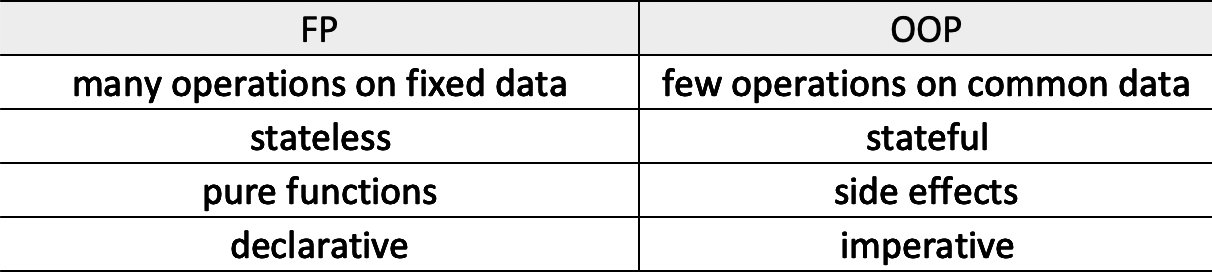 FP OOP
many operations on fixed data few operations on common data
stateless stateful
pure functions side effects
declarative imperative